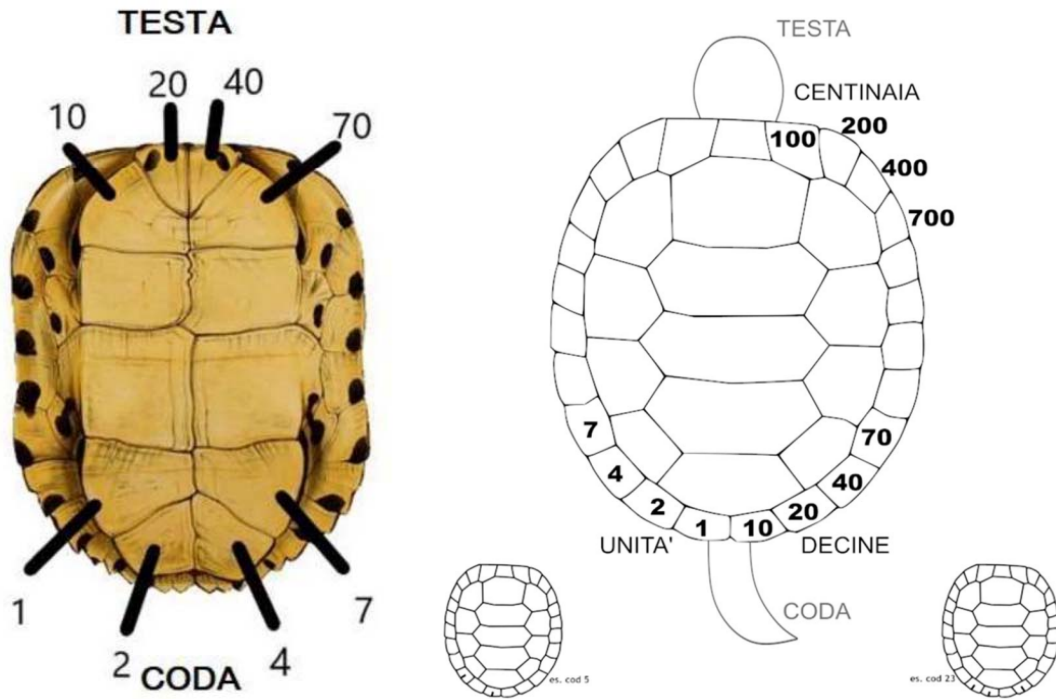 TESTA
20 40
10 70
1 7
2 4
CODA
TESTA
CENTINAIA
100 200
400
700
7 70
4 40
2 20
1 10
UNITA' DECINE
CODA
es. cod 5
es. cod 23